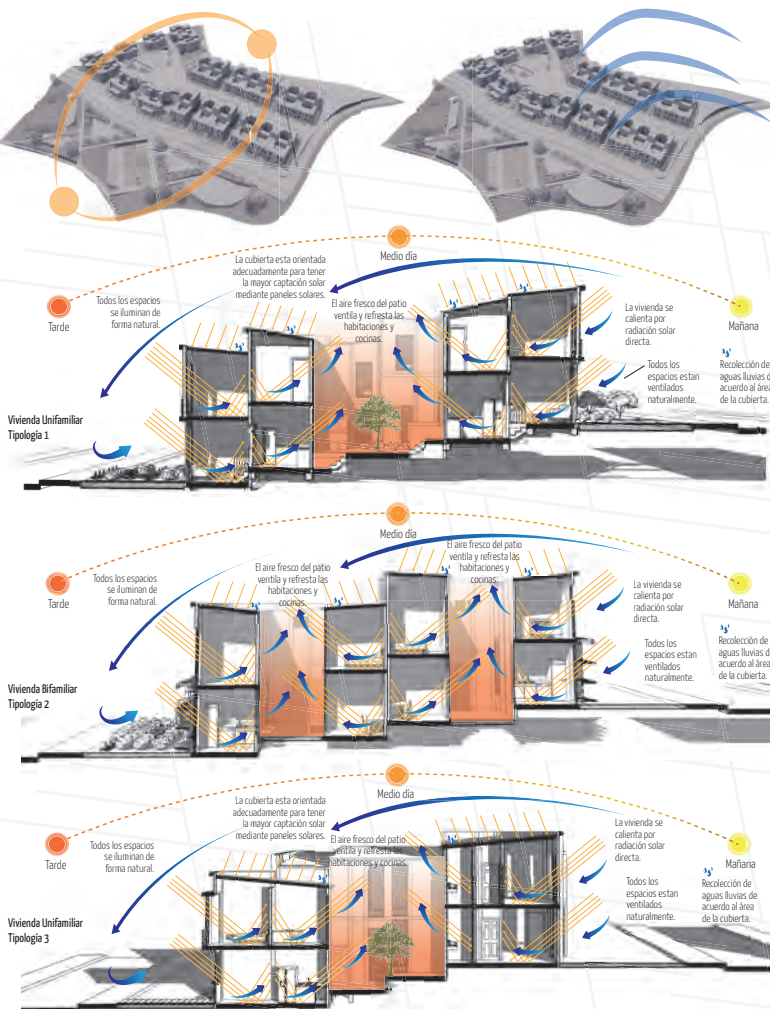 Medio día
La cubierta esta orientada
adecuadamente para tener
la mayor captación solar
mediante paneles solares.
Tarde
Todos los espacios
se iluminan de
forma natural.
El aire fresco del patio
ventila y refresta las
habitaciones y
cocinas.
La vivienda se
calienta por
radiación solar
directa.
Mañana
Todos los
espacios estan
ventilados
naturalmente.
Recolección de
aguas lluvias d
acuerdo al área
de la cubierta.
Vivienda Unifamiliar
Tipología 1
Medio día
Tarde
Todos los espacios
se iluminan de
forma natural.
El aire fresco del patio
ventila y refresta las
habitaciones y
cocinas.
El aire fresco del patio
ventila y refresta las
habitaciones y
cocinas.
La vivienda se
calienta por
radiación solar
directa.
Mañana
Todos los
espacios estan
ventilados
naturalmente.
Recolección de
aguas lluvias d
acuerdo al área
de la cubierta.
Vivienda Bifamiliar
Tipología 2
Medio día
La cubierta esta orientada
adecuadamente para tener
la mayor captación solar
mediante paneles solares.
Tarde
Todos los espacios
se iluminan de
forma natural.
El aire fresco del patio
ventila y refresta las
habitaciones y cocinas.
La vivienda se
calienta por
radiación solar
directa.
Mañana
Todos los
espacios estan
ventilados
naturalmente.
Recolección de
aguas lluvias de
acuerdo al área
de la cubierta.
Vivienda Unifamiliar
Tipología 3